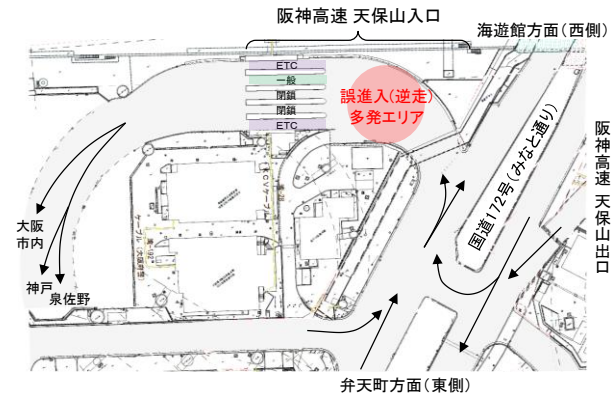 阪神高速 天保山入口
海遊館方面(西側)
ETC
一般
閉鎖
閉鎖
ETC
誤進入(逆走)
多発エリア
阪神高速 天保山出口
国道172号(みなと通り)
大阪
市内
神戸
泉佐野
弁天町方面(東側)